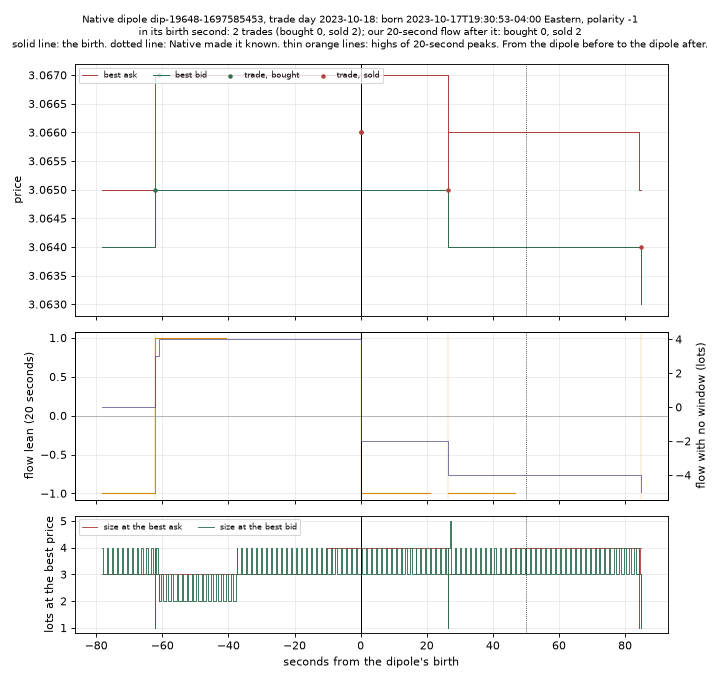 Native dipole dip-19648-1697585453, trade day 2023-10-18: born 2023-10-17T19:30:53-04:00 Eastern, polarity -1
in its birth second: 2 trades (bought 0, sold 2); our 20-second flow after it: bought 0, sold 2
solid line: the birth. dotted line: Native made it known. thin orange lines: highs of 20-second peaks. From the dipole before to the dipole after.
best ask best bid trade, bought trade, sold
3.0670
3.0665
3.0660
3.0655
3.0650
3.0645
3.0640
3.0635
3.0630
price
1.0
0.5
0.0
−0.5
−1.0
flow lean (20 seconds)
4
2
0
−2
−4
flow with no window (lots)
size at the best ask size at the best bid
5
4
3
2
1
lots at the best price
−80 −60 −40 −20 0 20 40 60 80
seconds from the dipole's birth